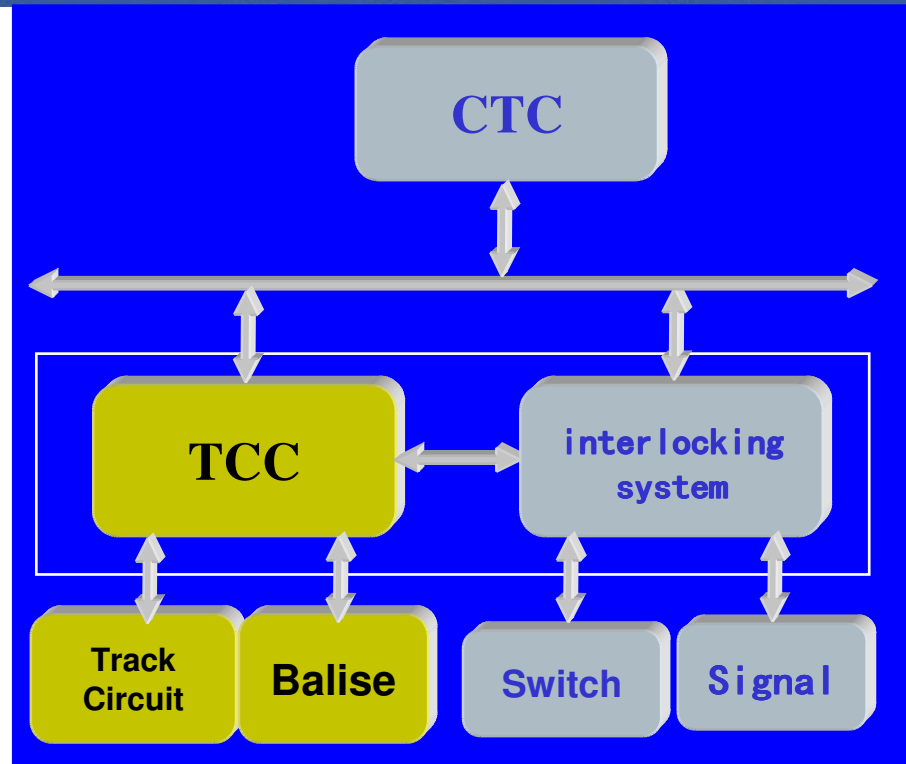 CTC
TCC
interlocking
system
Track
Circuit
Balise
Switch
Signal